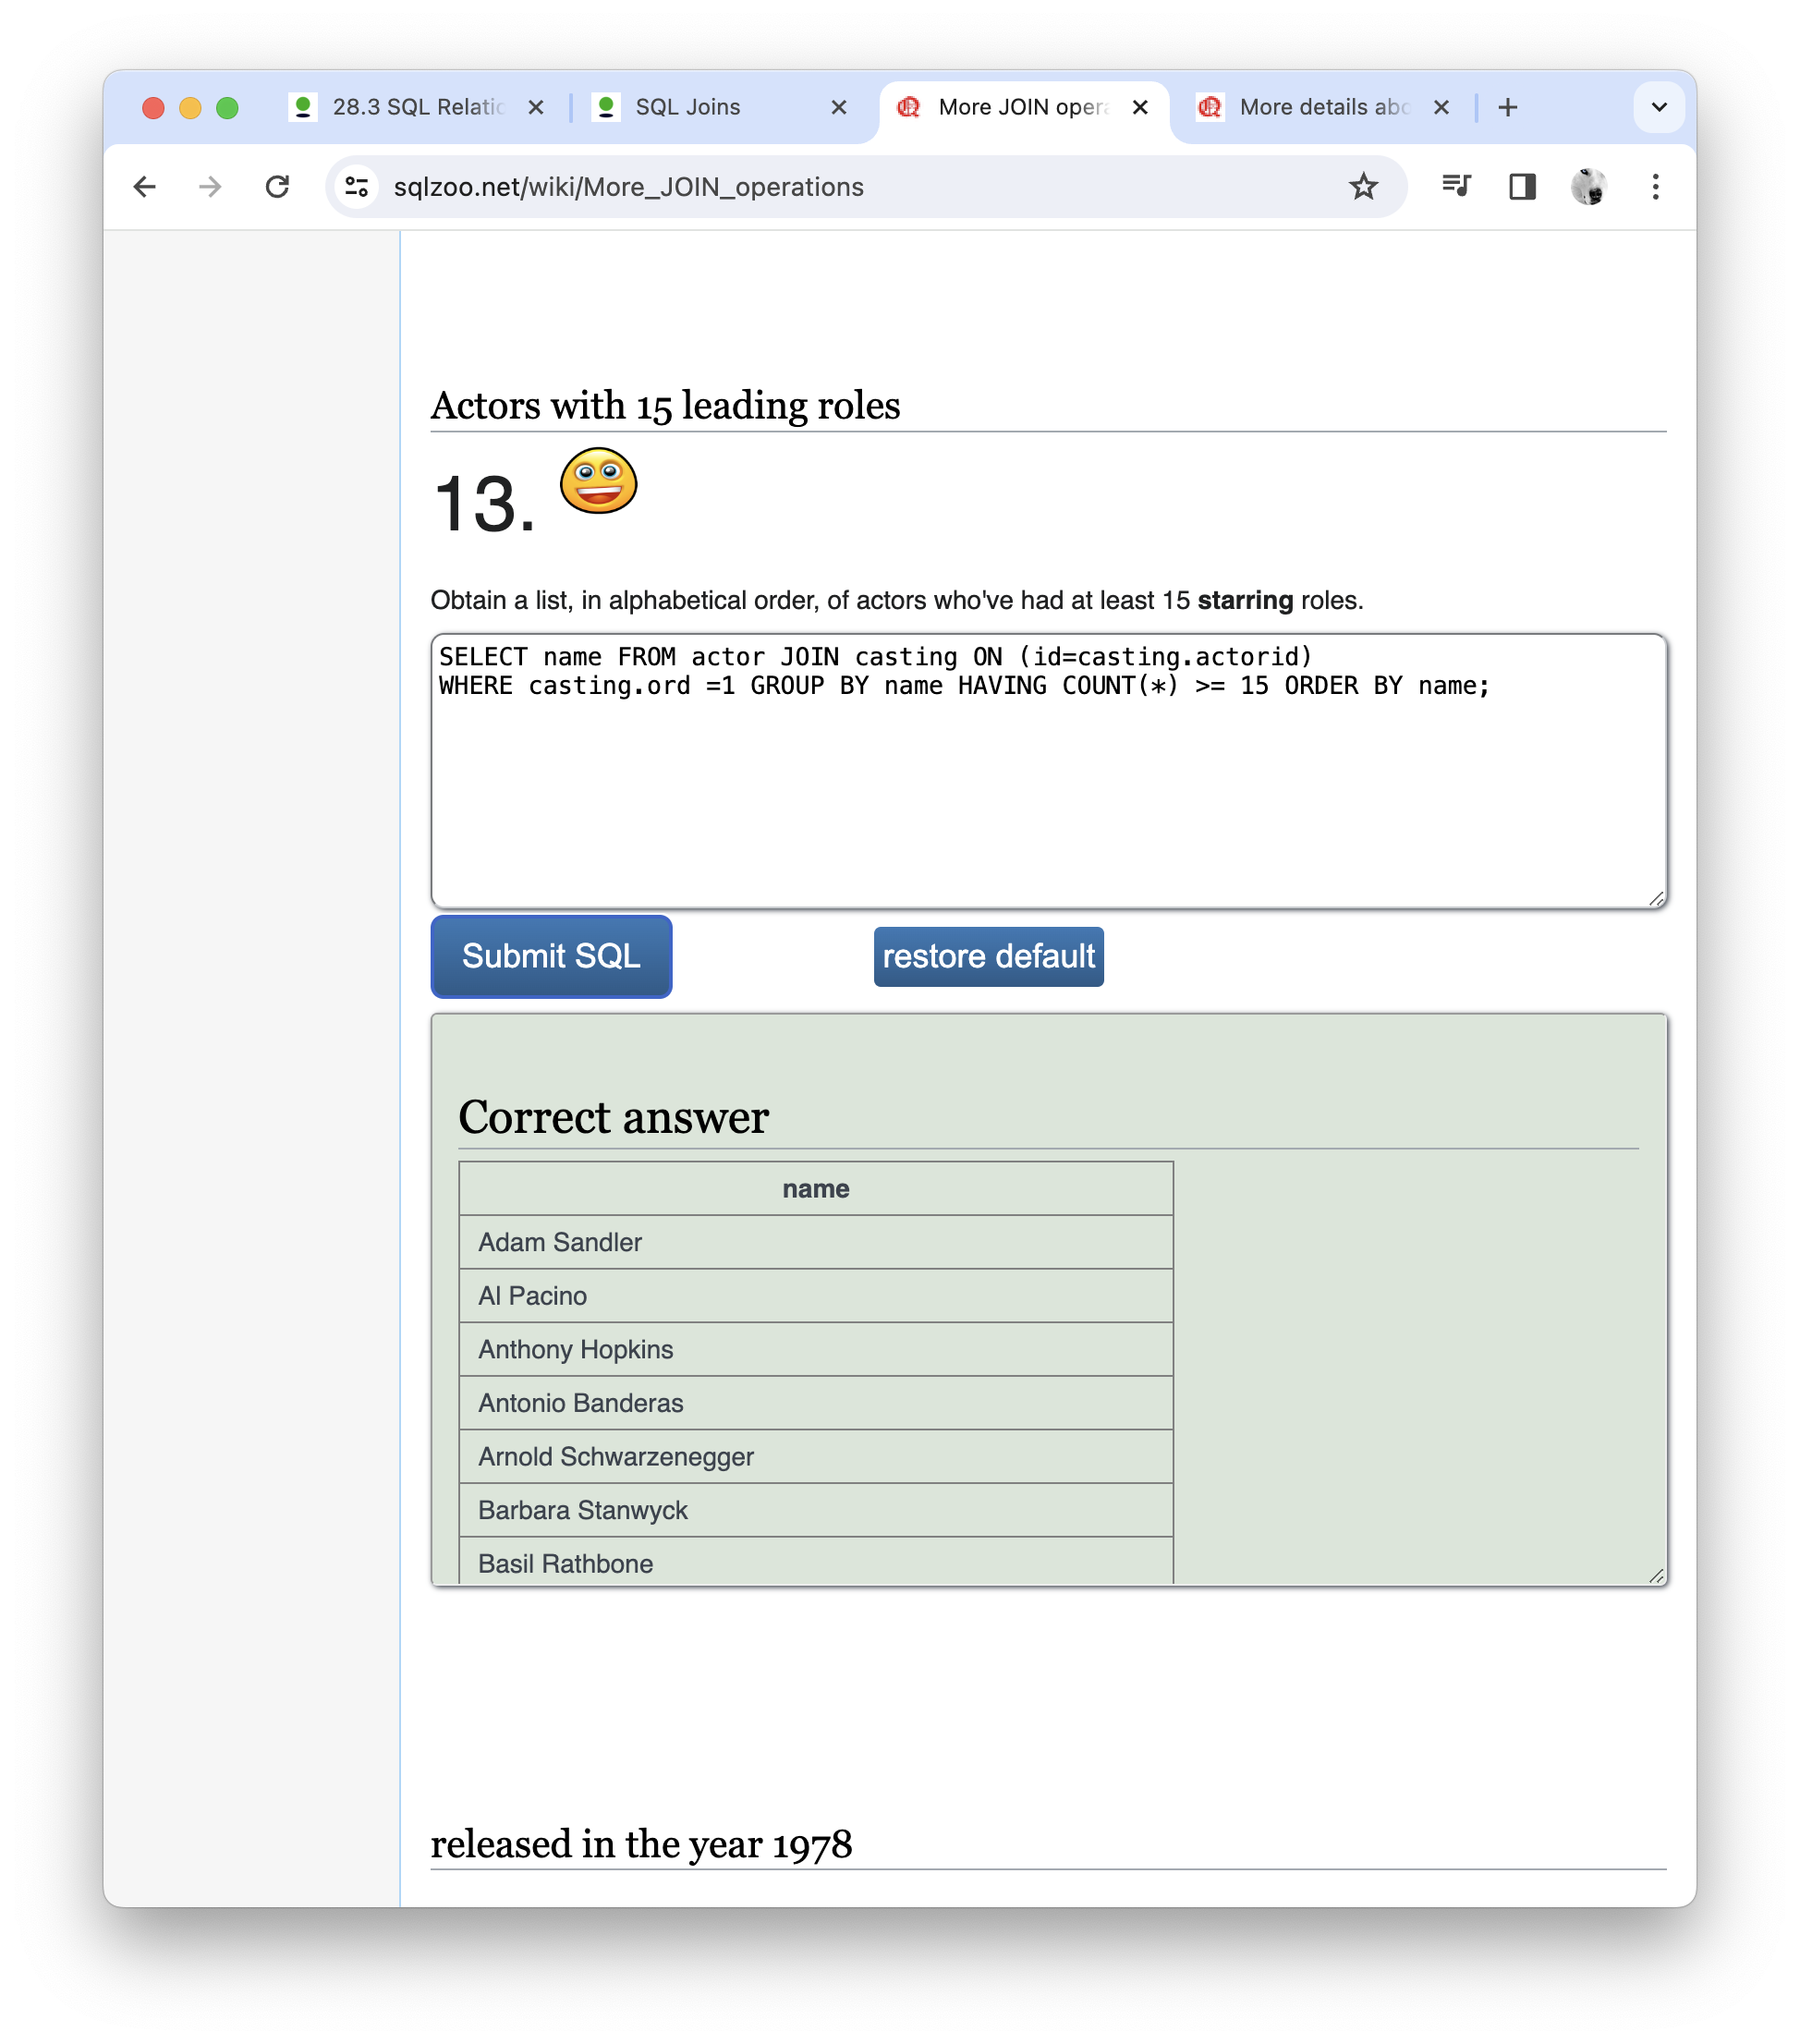 28.3 SQL Relatio
SQL Joins
More JOIN opera
More details abo
sqlzoo.net/wiki/More_JOIN_operations
Actors with 15 leading roles
13.
Obtain a list, in alphabetical order, of actors who've had at least 15 starring roles.
SELECT name FROM actor JOIN casting ON (id=casting.actorid)
WHERE casting.ord =1 GROUP BY name HAVING COUNT(*) >= 15 ORDER BY name;
Submit SQL
restore default
Correct answer
name
Adam Sandler
Al Pacino
Anthony Hopkins
Antonio Banderas
Arnold Schwarzenegger
Barbara Stanwyck
Basil Rathbone
released in the year 1978